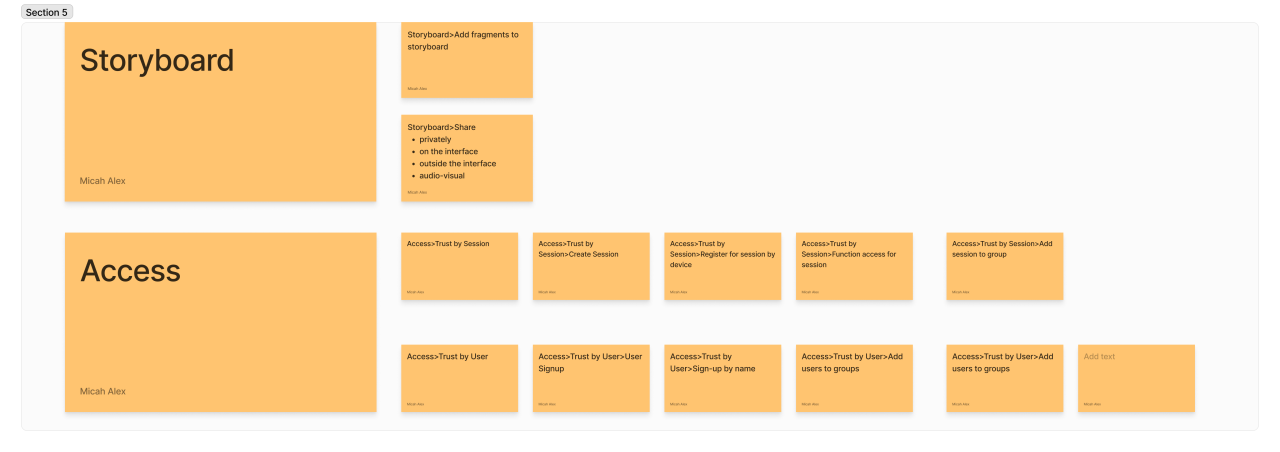 Section 5
Storyboard
Micah Alex
Storyboard>Add fragments to
storyboard
Micah Alex
Storyboard>Share
• privately
• on the interface
• outside the interface
• audio-visual
Micah Alex
Access
Micah Alex
Access>Trust by Session
Micah Alex
Access>Trust by
Session>Create Session
Micah Alex
Access>Trust by
Session>Register for session by
device
Micah Alex
Access>Trust by
Session>Function access for
session
Micah Alex
Access>Trust by Session>Add
session to group
Micah Alex
Access>Trust by User
Micah Alex
Access>Trust by User>User
Signup
Micah Alex
Access>Trust by
User>Sign-up by name
Micah Alex
Access>Trust by User>Add
users to groups
Micah Alex
Access>Trust by User>Add
users to groups
Micah Alex
Add text
Micah Alex